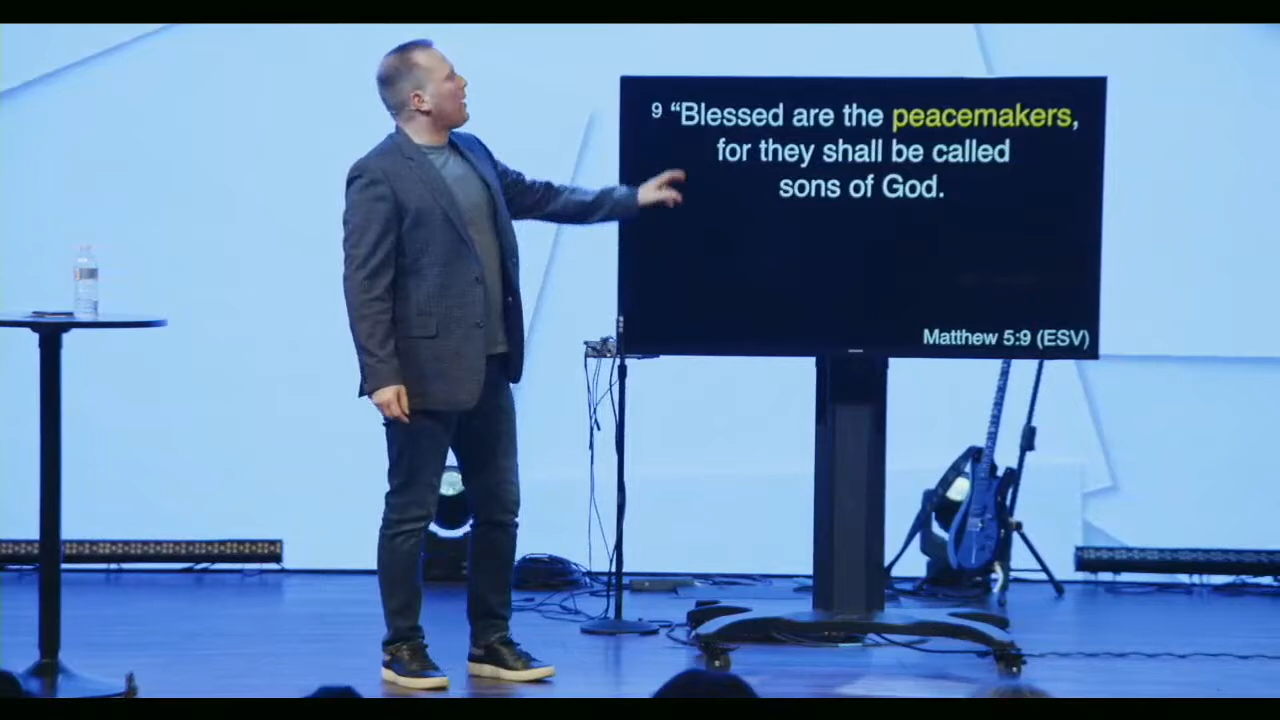 9 “Blessed are the peacemakers,
for they shall be called
sons of God.
Matthew 5:9 (ESV)